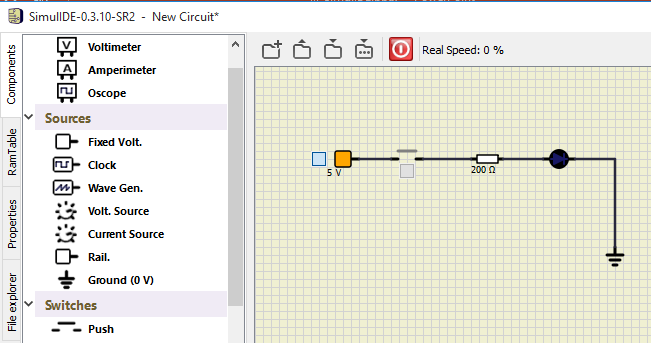 SimulIDE-0.3.10-SR2 - New Circuit*
Components
RamTable
Properties
File explorer
Voltimeter
Amperimeter
Oscope
Sources
Fixed Volt.
Clock
Wave Gen.
Volt. Source
Current Source
Rail.
Ground (0 V)
Switches
Push
Real Speed: 0 %
5 V
200 Ω